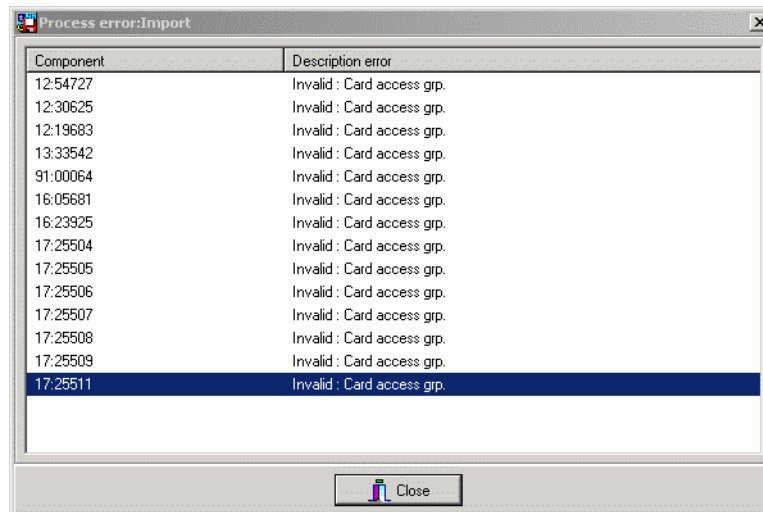 Process error:Import
Component Description error
12:54727 Invalid : Card access grp.
12:30625 Invalid : Card access grp.
12:19683 Invalid : Card access grp.
13:33542 Invalid : Card access grp.
91:00064 Invalid : Card access grp.
16:05681 Invalid : Card access grp.
16:23925 Invalid : Card access grp.
17:25504 Invalid : Card access grp.
17:25505 Invalid : Card access grp.
17:25506 Invalid : Card access grp.
17:25507 Invalid : Card access grp.
17:25508 Invalid : Card access grp.
17:25509 Invalid : Card access grp.
17:25511 Invalid : Card access grp.
Close